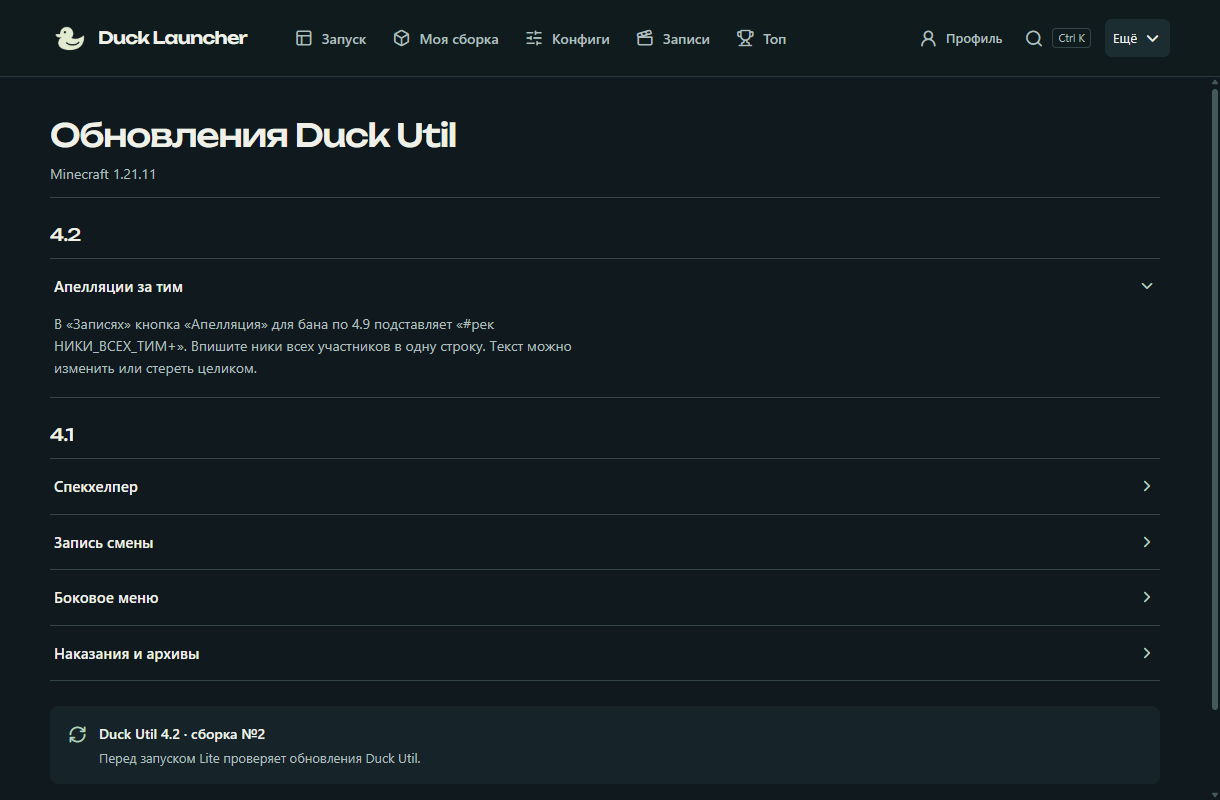 Duck Launcher
Запуск
Моя сборка
Конфиги
Записи
Топ
Профиль
Ctrl K
Ещё
Обновления Duck Util
Minecraft 1.21.11
4.2
Апелляции за тим
В «Записях» кнопка «Апелляция» для бана по 4.9 подставляет «#рек
НИКИ_ВСЕХ_ТИМ+». Впишите ники всех участников в одну строку. Текст можно
изменить или стереть целиком.
4.1
Спекхелпер
Запись смены
Боковое меню
Наказания и архивы
Duck Util 4.2 · сборка №2
Перед запуском Lite проверяет обновления Duck Util.